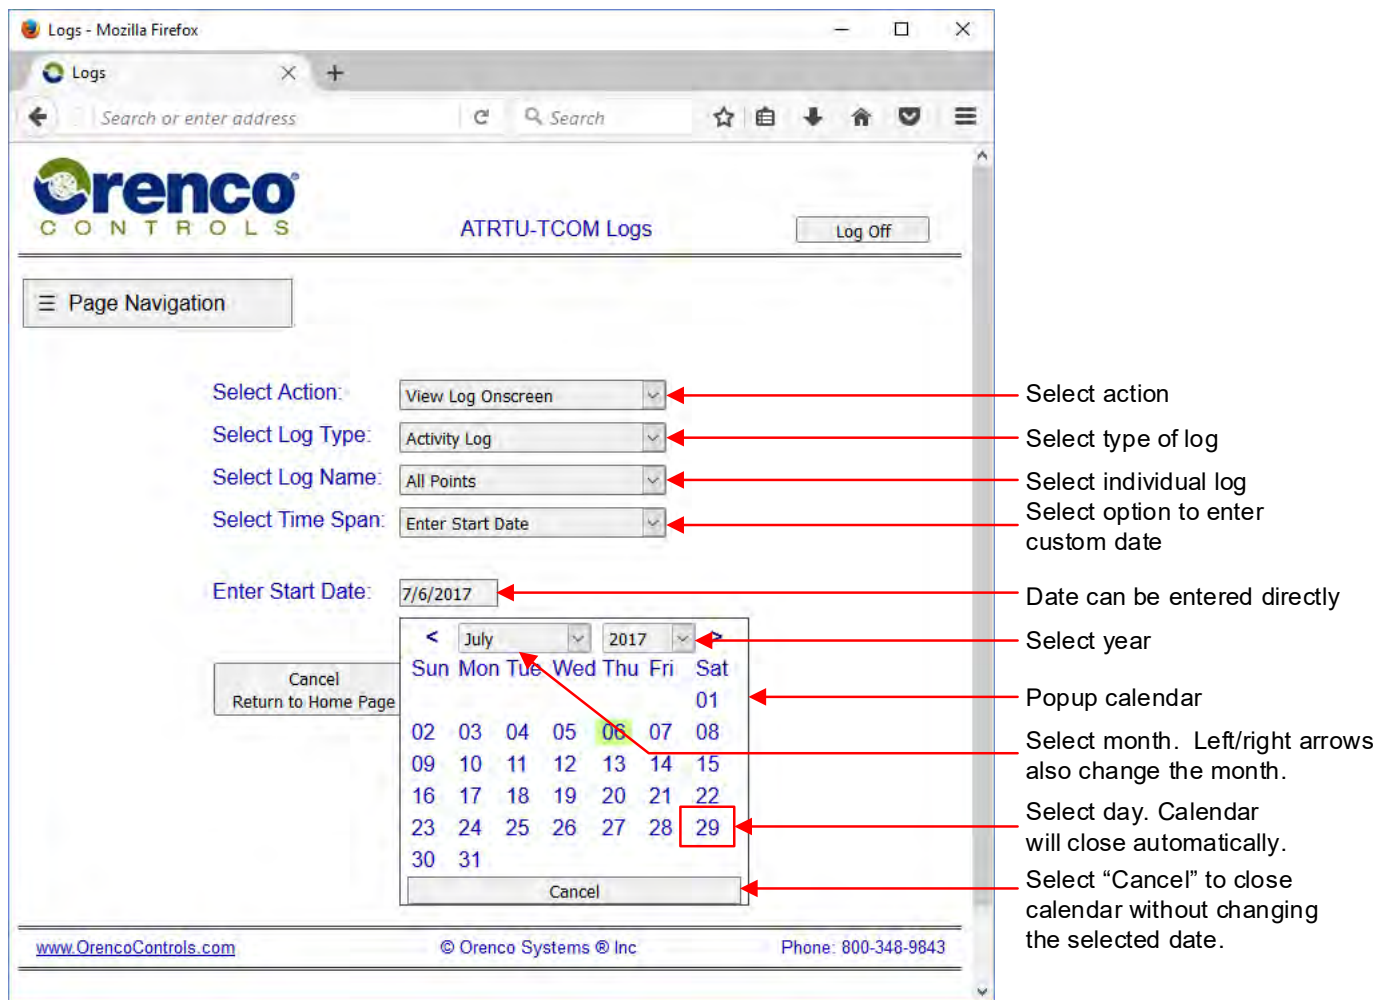 Logs - Mozilla Firefox
Logs
Search or enter address
Search
Orenco®
CONTROLS
ATRTU-TCOM Logs
Log Off
☰ Page Navigation
Select Action: View Log Onscreen
Select action
Select Log Type: Activity Log
Select type of log
Select Log Name: All Points
Select individual log
Select Time Span: Enter Start Date
Select option to enter
custom date
Enter Start Date: 7/6/2017
Date can be entered directly
< July 2017 >
Select year
Sun Mon Tue Wed Thu Fri Sat
01
02 03 04 05 06 07 08
09 10 11 12 13 14 15
16 17 18 19 20 21 22
23 24 25 26 27 28 29
30 31
Cancel
Cancel
Return to Home Page
Popup calendar
Select month.  Left/right arrows
also change the month.
Select day. Calendar
will close automatically.
Select “Cancel” to close
calendar without changing
the selected date.
www.OrencoControls.com
© Orenco Systems ® Inc
Phone: 800-348-9843